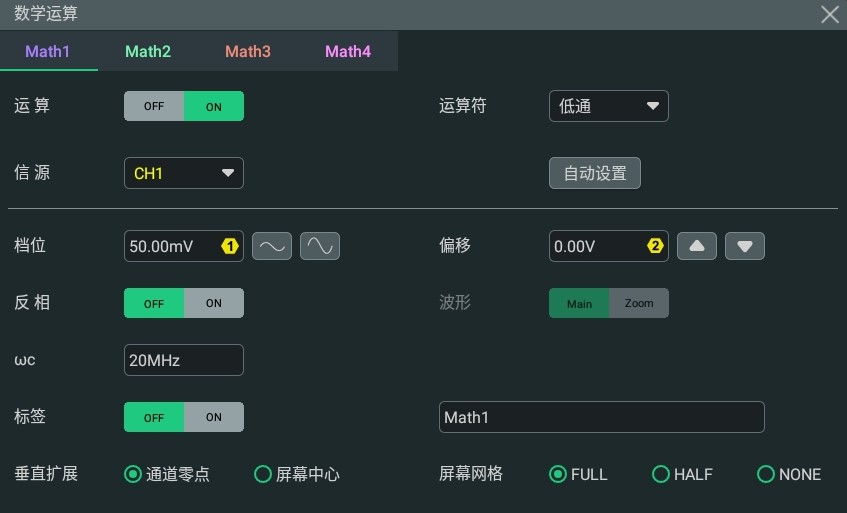 数学运算
Math1 Math2 Math3 Math4
运 算 OFF ON 运算符 低通
信 源 CH1 自动设置
档位 50.00mV 1 偏移 0.00V 2
反 相 OFF ON 波形 Main Zoom
ωc 20MHz
标签 OFF ON Math1
垂直扩展 通道零点 屏幕中心 屏幕网格 FULL HALF NONE